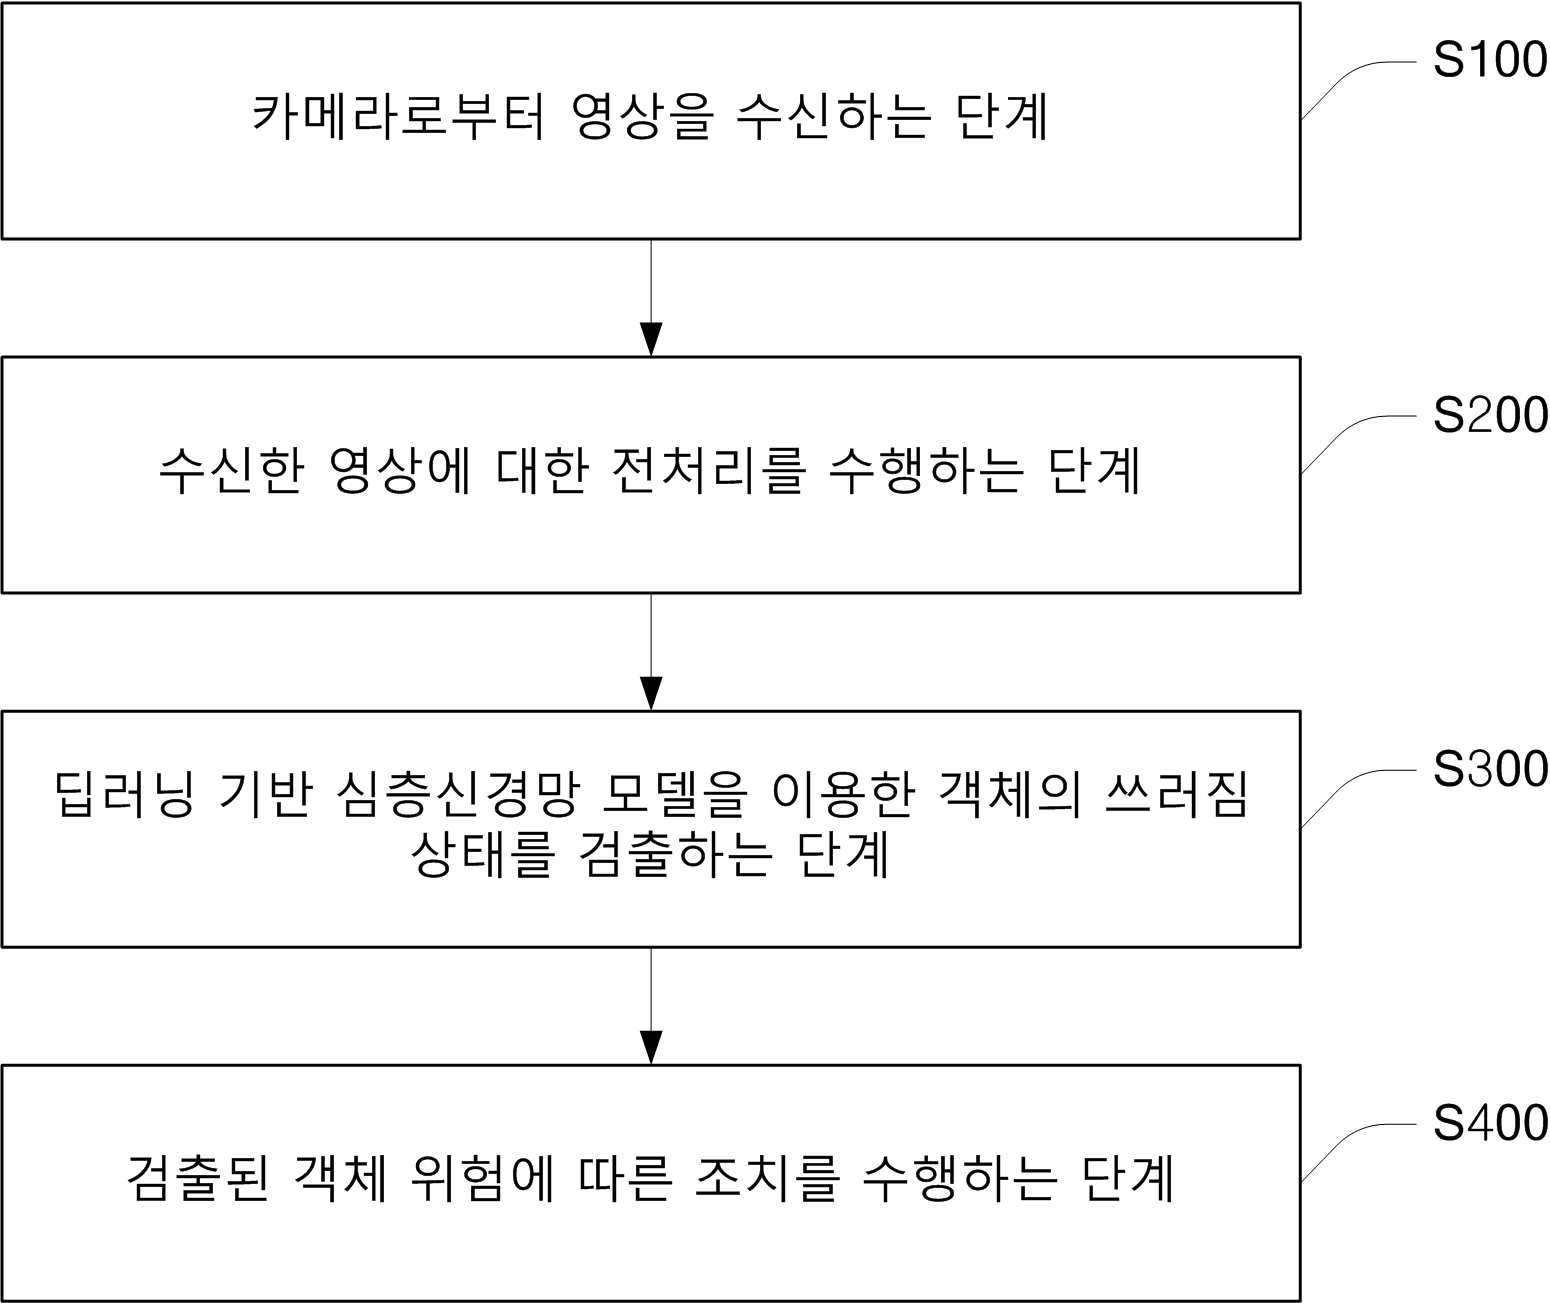 카메라로부터 영상을 수신하는 단계
S100
수신한 영상에 대한 전처리를 수행하는 단계
S200
딥러닝 기반 심층신경망 모델을 이용한 객체의 쓰러짐
상태를 검출하는 단계
S300
검출된 객체 위험에 따른 조치를 수행하는 단계
S400